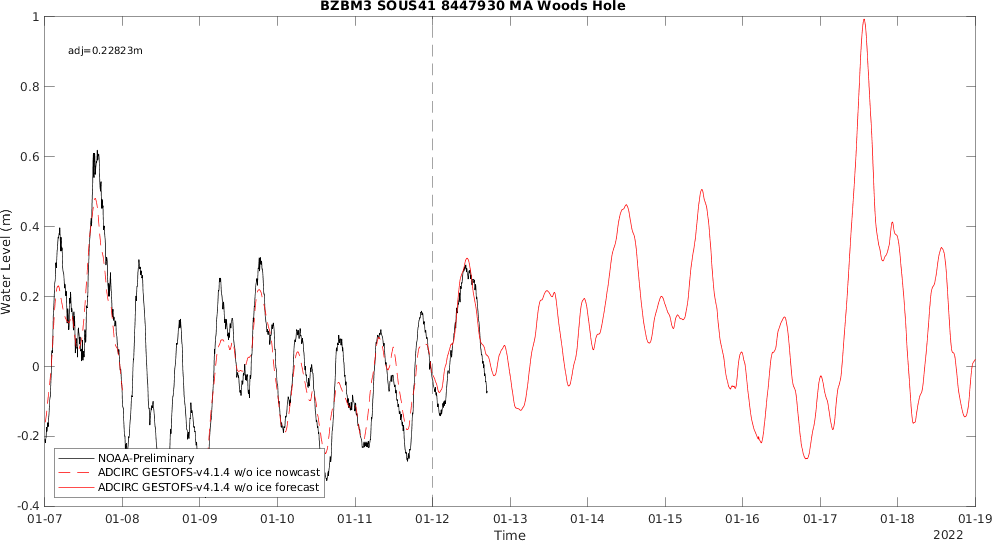 BZBM3 SOUS41 8447930 MA Woods Hole
adj=0.22823m
Water Level (m)
1
0.8
0.6
0.4
0.2
0
-0.2
-0.4
NOAA-Preliminary
ADCIRC GESTOFS-v4.1.4 w/o ice nowcast
ADCIRC GESTOFS-v4.1.4 w/o ice forecast
01-07 01-08 01-09 01-10 01-11 01-12 01-13 01-14 01-15 01-16 01-17 01-18 01-19
Time
2022